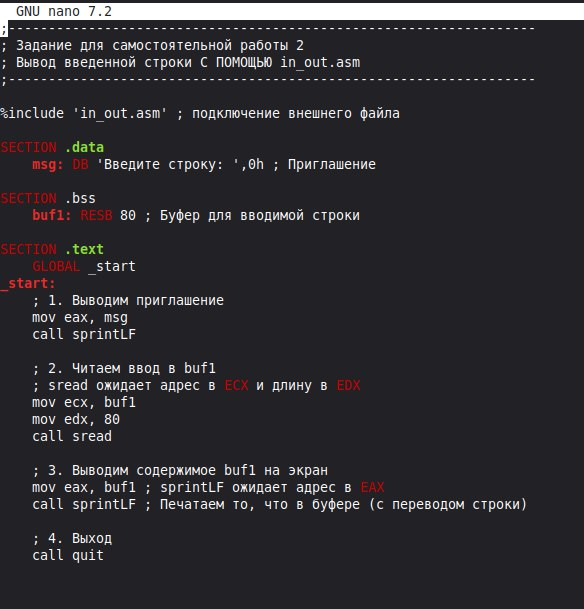 GNU nano 7.2
;------------------------------------------------------------------
; Задание для самостоятельной работы 2
; Вывод введенной строки С ПОМОЩЬЮ in_out.asm
;------------------------------------------------------------------
%include 'in_out.asm' ; подключение внешнего файла
SECTION .data
msg: DB 'Введите строку: ',0h ; Приглашение
SECTION .bss
buf1: RESB 80 ; Буфер для вводимой строки
SECTION .text
GLOBAL _start
_start:
; 1. Выводим приглашение
mov eax, msg
call sprintLF
; 2. Читаем ввод в buf1
; sread ожидает адрес в ECX и длину в EDX
mov ecx, buf1
mov edx, 80
call sread
; 3. Выводим содержимое buf1 на экран
mov eax, buf1 ; sprintLF ожидает адрес в EAX
call sprintLF ; Печатаем то, что в буфере (с переводом строки)
; 4. Выход
call quit